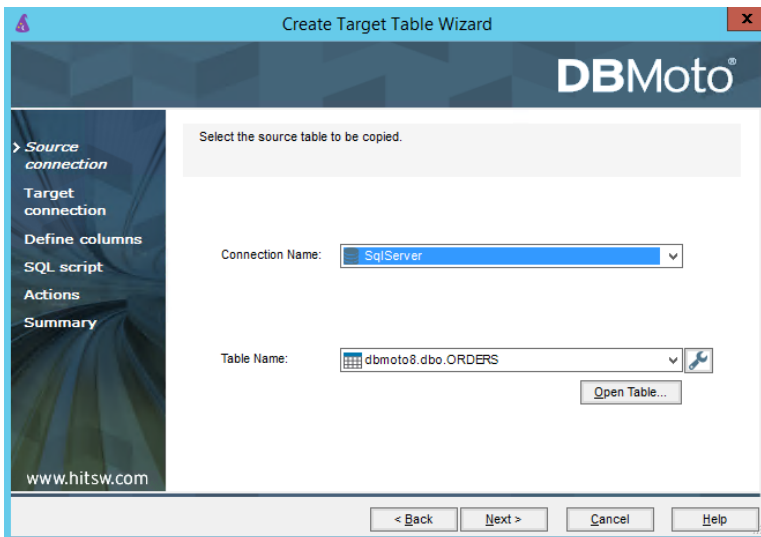 Create Target Table Wizard
x
DBMoto®
Source
connection
Target
connection
Define columns
SQL script
Actions
Summary
www.hitsw.com
Select the source table to be copied.
Connection Name: SqlServer
Table Name: dbmoto8.dbo.ORDERS
Open Table...
< Back Next > Cancel Help